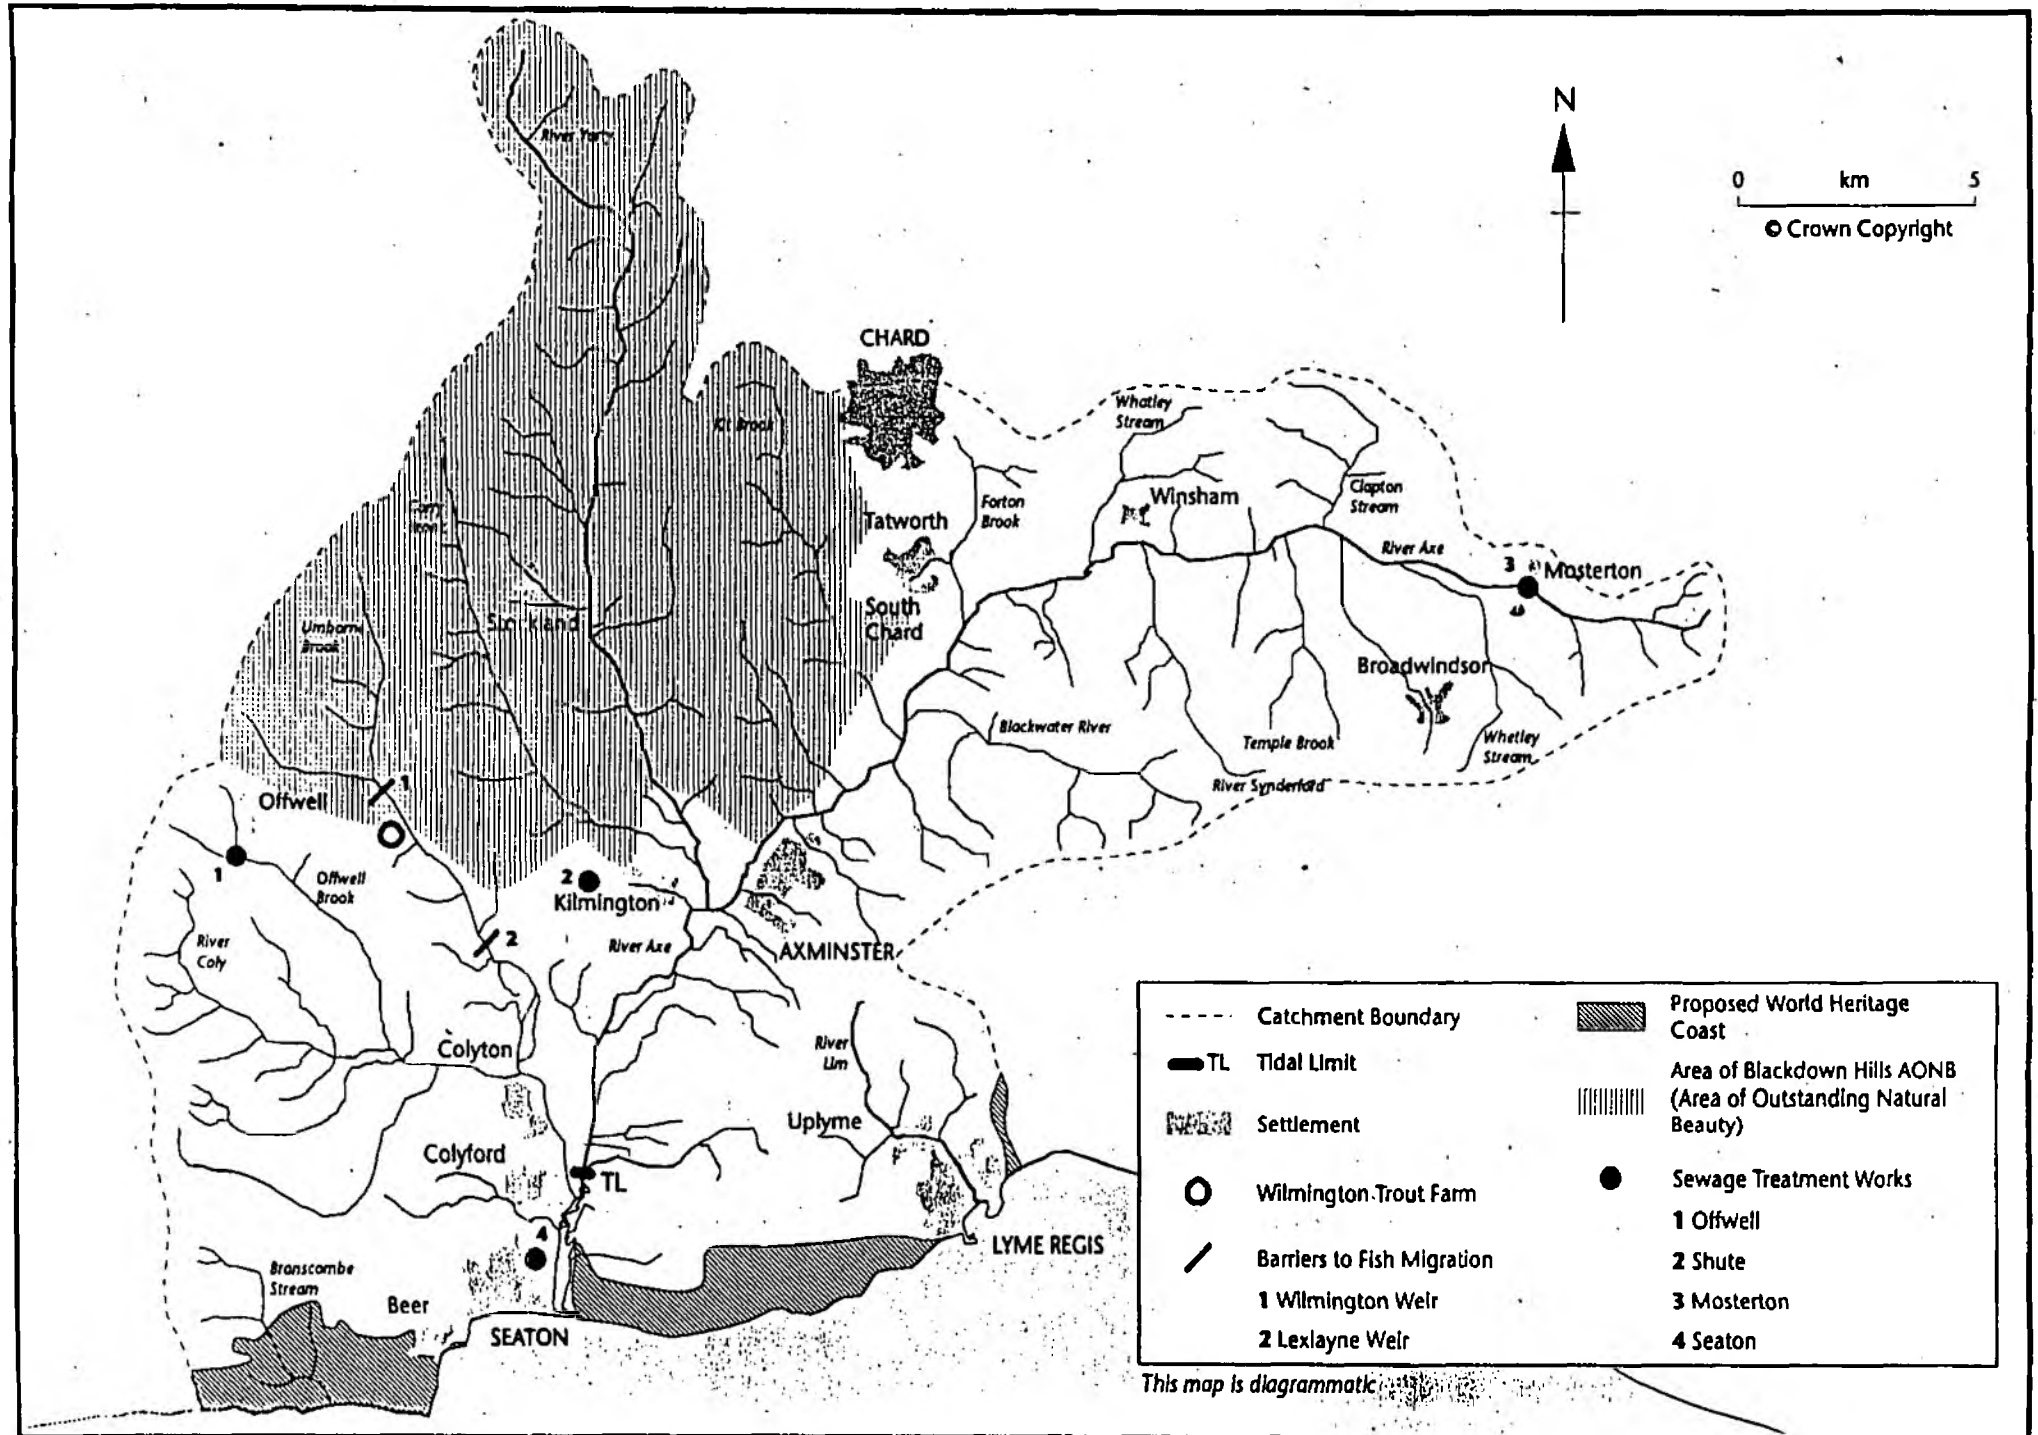 N
0 km 5
© Crown Copyright
River Yarty
CHARD
Kit Brook
Whatley
Stream
Winsham
Clapton
Stream
Tatworth
Forton
Brook
River Axe
3
Mosterton
South
Chard
Stockland
Umborne
Brook
Broadwindsor
Blackwater River
Temple Brook
Whetley
Stream
River Synderford
1
Offwell
1
Offwell
Brook
2
Kilmington
2
River
Coly
River Axe
AXMINSTER
Colyton
River
Lim
Uplyme
Colyford
TL
4
LYME REGIS
Branscombe
Stream
Beer
SEATON
Catchment Boundary
TL Tidal Limit
Settlement
Wilmington Trout Farm
Barriers to Fish Migration
1 Wilmington Weir
2 Lexlayne Weir
Proposed World Heritage
Coast
Area of Blackdown Hills AONB
(Area of Outstanding Natural
Beauty)
Sewage Treatment Works
1 Offwell
2 Shute
3 Mosterton
4 Seaton
This map is diagrammatic